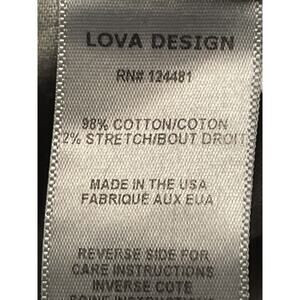 LOVA DESIGN
RN# 124481
98% COTTON/COTON
2% STRETCH/BOUT DROIT
MADE IN THE USA
FABRIQUE AUX EUA
REVERSE SIDE FOR
CARE INSTRUCTIONS
INVERSE COTE